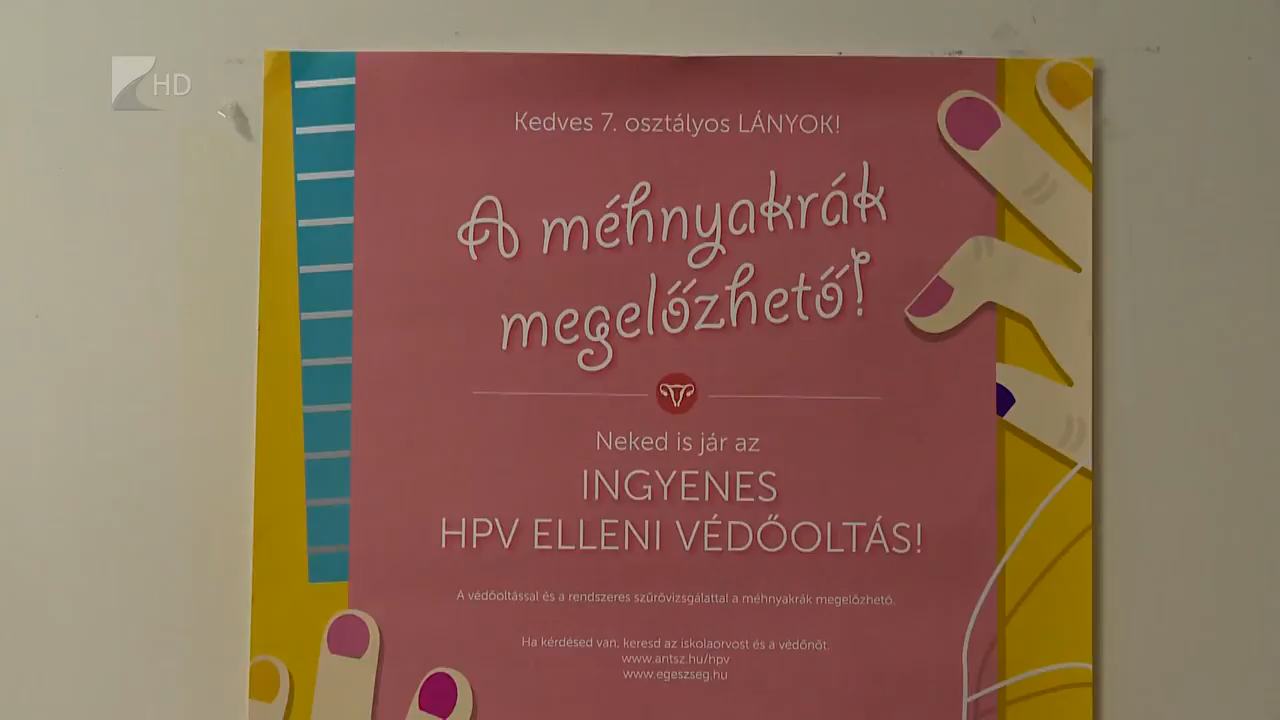 HD
Kedves 7. osztályos LÁNYOK!
A méhnyakrák
megelőzhető!
Neked is jár az
INGYENES
HPV ELLENI VÉDŐOLTÁS!
A védőoltással és a rendszeres szűrővizsgálattal a méhnyakrák megelőzhető.
Ha kérdésed van, keresd az iskolaorvost és a védőnőt.
www.antsz.hu/hpv
www.egeszseg.hu